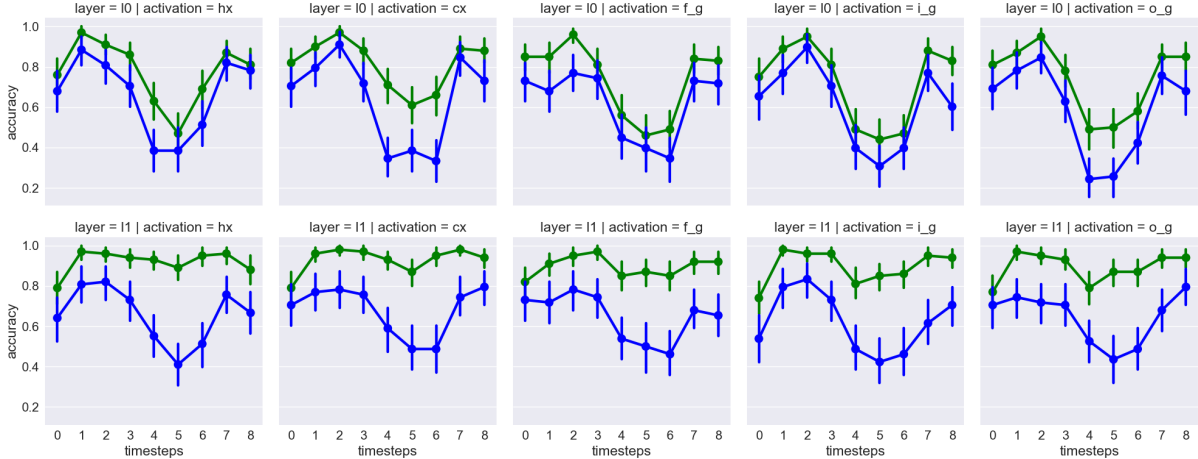 layer = l0 | activation = hx
layer = l0 | activation = cx
layer = l0 | activation = f_g
layer = l0 | activation = i_g
layer = l0 | activation = o_g
1.0
0.8
0.6
0.4
0.2
accuracy
layer = l1 | activation = hx
layer = l1 | activation = cx
layer = l1 | activation = f_g
layer = l1 | activation = i_g
layer = l1 | activation = o_g
1.0
0.8
0.6
0.4
0.2
accuracy
0 1 2 3 4 5 6 7 8
0 1 2 3 4 5 6 7 8
0 1 2 3 4 5 6 7 8
0 1 2 3 4 5 6 7 8
0 1 2 3 4 5 6 7 8
timesteps
timesteps
timesteps
timesteps
timesteps